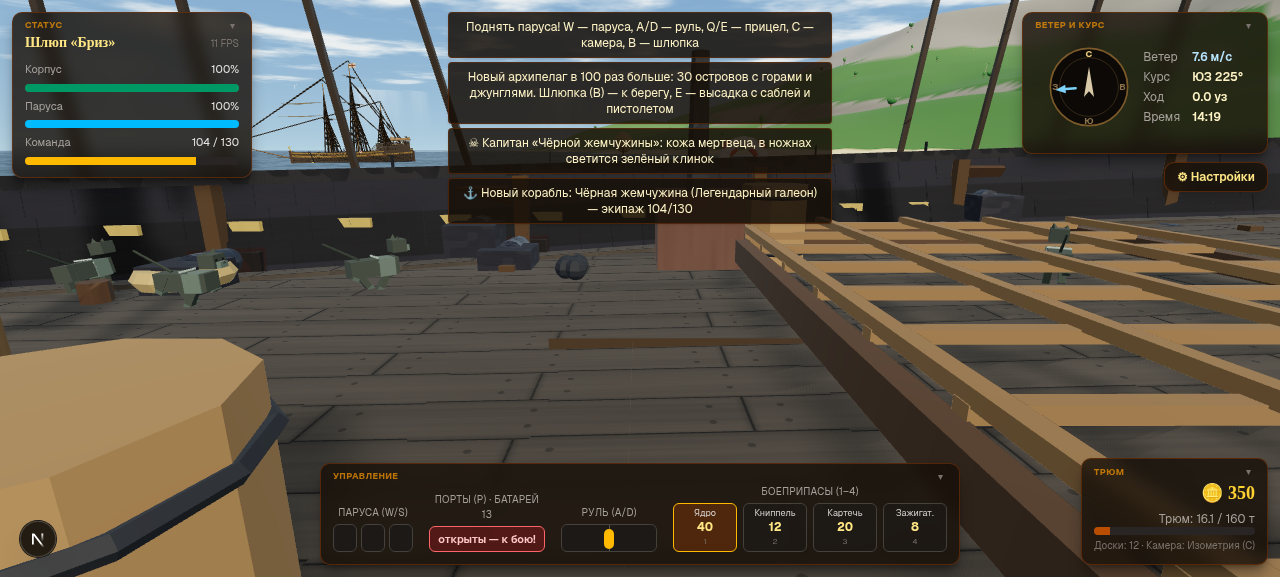 СТАТУС
Шлюп «Бриз»
11 FPS
Корпус 100%
Паруса 100%
Команда 104 / 130
Поднять паруса! W — паруса, A/D — руль, Q/E — прицел, C —
камера, B — шлюпка
Новый архипелаг в 100 раз больше: 30 островов с горами и
джунглями. Шлюпка (B) — к берегу, E — высадка с саблей и
пистолетом
☠ Капитан «Чёрной жемчужины»: кожа мертвеца, в ножнах
светится зелёный клинок
⚓ Новый корабль: Чёрная жемчужина (Легендарный галеон)
— экипаж 104/130
ВЕТЕР И КУРС
С
З
В
Ю
Ветер 7.6 м/с
Курс ЮЗ 225°
Ход 0.0 уз
Время 14:19
⚙ Настройки
УПРАВЛЕНИЕ
ПАРУСА (W/S)
ПОРТЫ (P) · БАТАРЕЙ
13
открыты — к бою!
РУЛЬ (A/D)
БОЕПРИПАСЫ (1–4)
Ядро
40
1
Книппель
12
2
Картечь
20
3
Зажигат.
8
4
ТРЮМ
350
Трюм: 16.1 / 160 т
Доски: 12 · Камера: Изометрия (C)
N